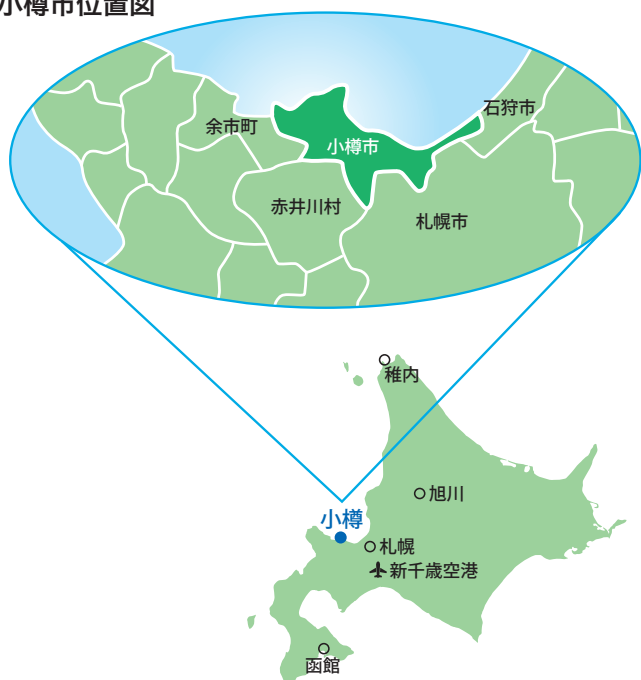 小樽市位置図
石狩市
余市町
小樽市
赤井川村
札幌市
稚内
旭川
小樽
札幌
新千歳空港
函館